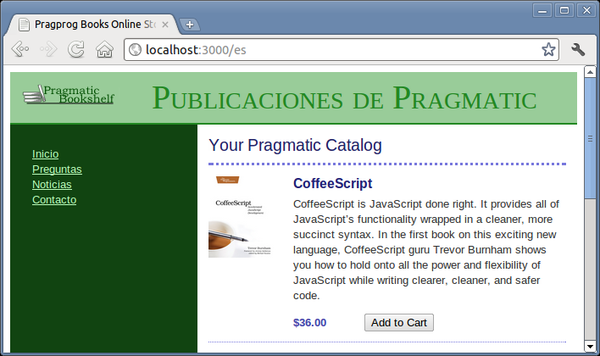 Pragprog Books Online St
localhost:3000/es
Pragmatic
Bookshelf
PUBLICACIONES DE PRAGMATIC
Inicio
Preguntas
Noticias
Contacto
Your Pragmatic Catalog
CoffeeScript
CoffeeScript
CoffeeScript is JavaScript done right. It provides all of
JavaScript's functionality wrapped in a cleaner, more
succinct syntax. In the first book on this exciting new
language, CoffeeScript guru Trevor Burnham shows
you how to hold onto all the power and flexibility of
JavaScript while writing clearer, cleaner, and safer
code.
Trevor Burnham
$36.00
Add to Cart